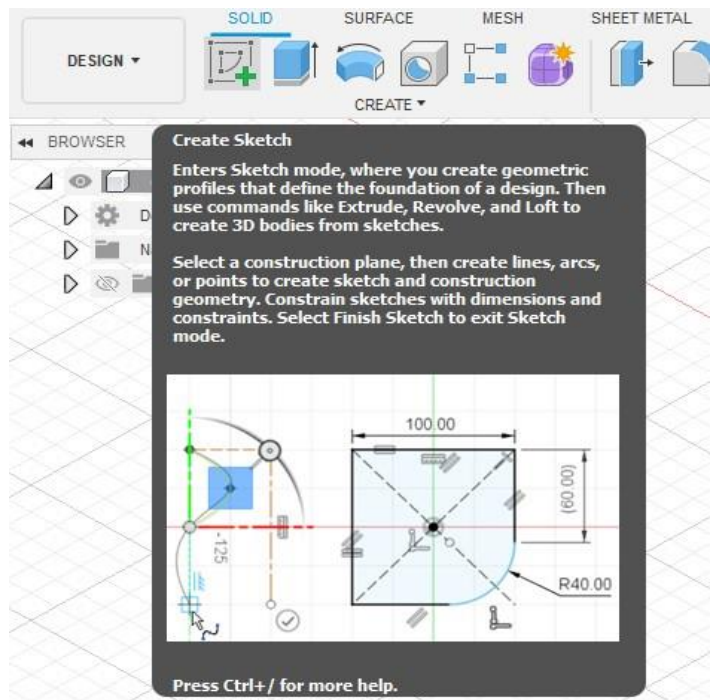 SOLID SURFACE MESH SHEET METAL
DESIGN
CREATE
BROWSER
Create Sketch
Enters Sketch mode, where you create geometric
profiles that define the foundation of a design. Then
use commands like Extrude, Revolve, and Loft to
create 3D bodies from sketches.
Select a construction plane, then create lines, arcs,
or points to create sketch and construction
geometry. Constrain sketches with dimensions and
constraints. Select Finish Sketch to exit Sketch
mode.
100.00
(60.00)
-125
R40.00
Press Ctrl+/ for more help.